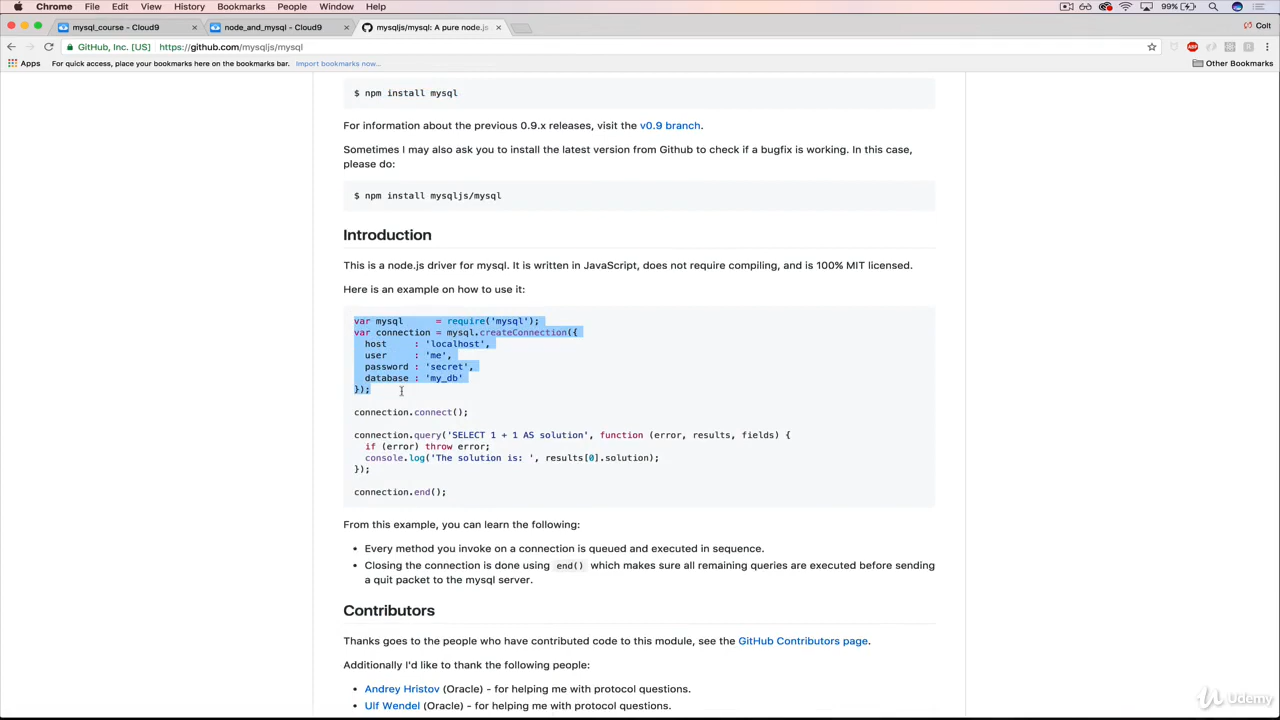 Chrome File Edit View History Bookmarks People Window Help 99%
mysql_course - Cloud9 × node_and_mysql - Cloud9 × mysqljs/mysql: A pure node.js × Colt
GitHub, Inc. [US] https://github.com/mysqljs/mysql ABP
Apps For quick access, place your bookmarks here on the bookmarks bar. Import bookmarks now... Other Bookmarks
$ npm install mysql
For information about the previous 0.9.x releases, visit the v0.9 branch.
Sometimes I may also ask you to install the latest version from Github to check if a bugfix is working. In this case,
please do:
$ npm install mysqljs/mysql
Introduction
This is a node.js driver for mysql. It is written in JavaScript, does not require compiling, and is 100% MIT licensed.
Here is an example on how to use it:
var mysql      = require('mysql');
var connection = mysql.createConnection({
  host     : 'localhost',
  user     : 'me',
  password : 'secret',
  database : 'my_db'
});
connection.connect();
connection.query('SELECT 1 + 1 AS solution', function (error, results, fields) {
  if (error) throw error;
  console.log('The solution is: ', results[0].solution);
});
connection.end();
From this example, you can learn the following:
• Every method you invoke on a connection is queued and executed in sequence.
• Closing the connection is done using end() which makes sure all remaining queries are executed before sending
a quit packet to the mysql server.
Contributors
Thanks goes to the people who have contributed code to this module, see the GitHub Contributors page.
Additionally I'd like to thank the following people:
• Andrey Hristov (Oracle) - for helping me with protocol questions.
• Ulf Wendel (Oracle) - for helping me with protocol questions.
Udemy